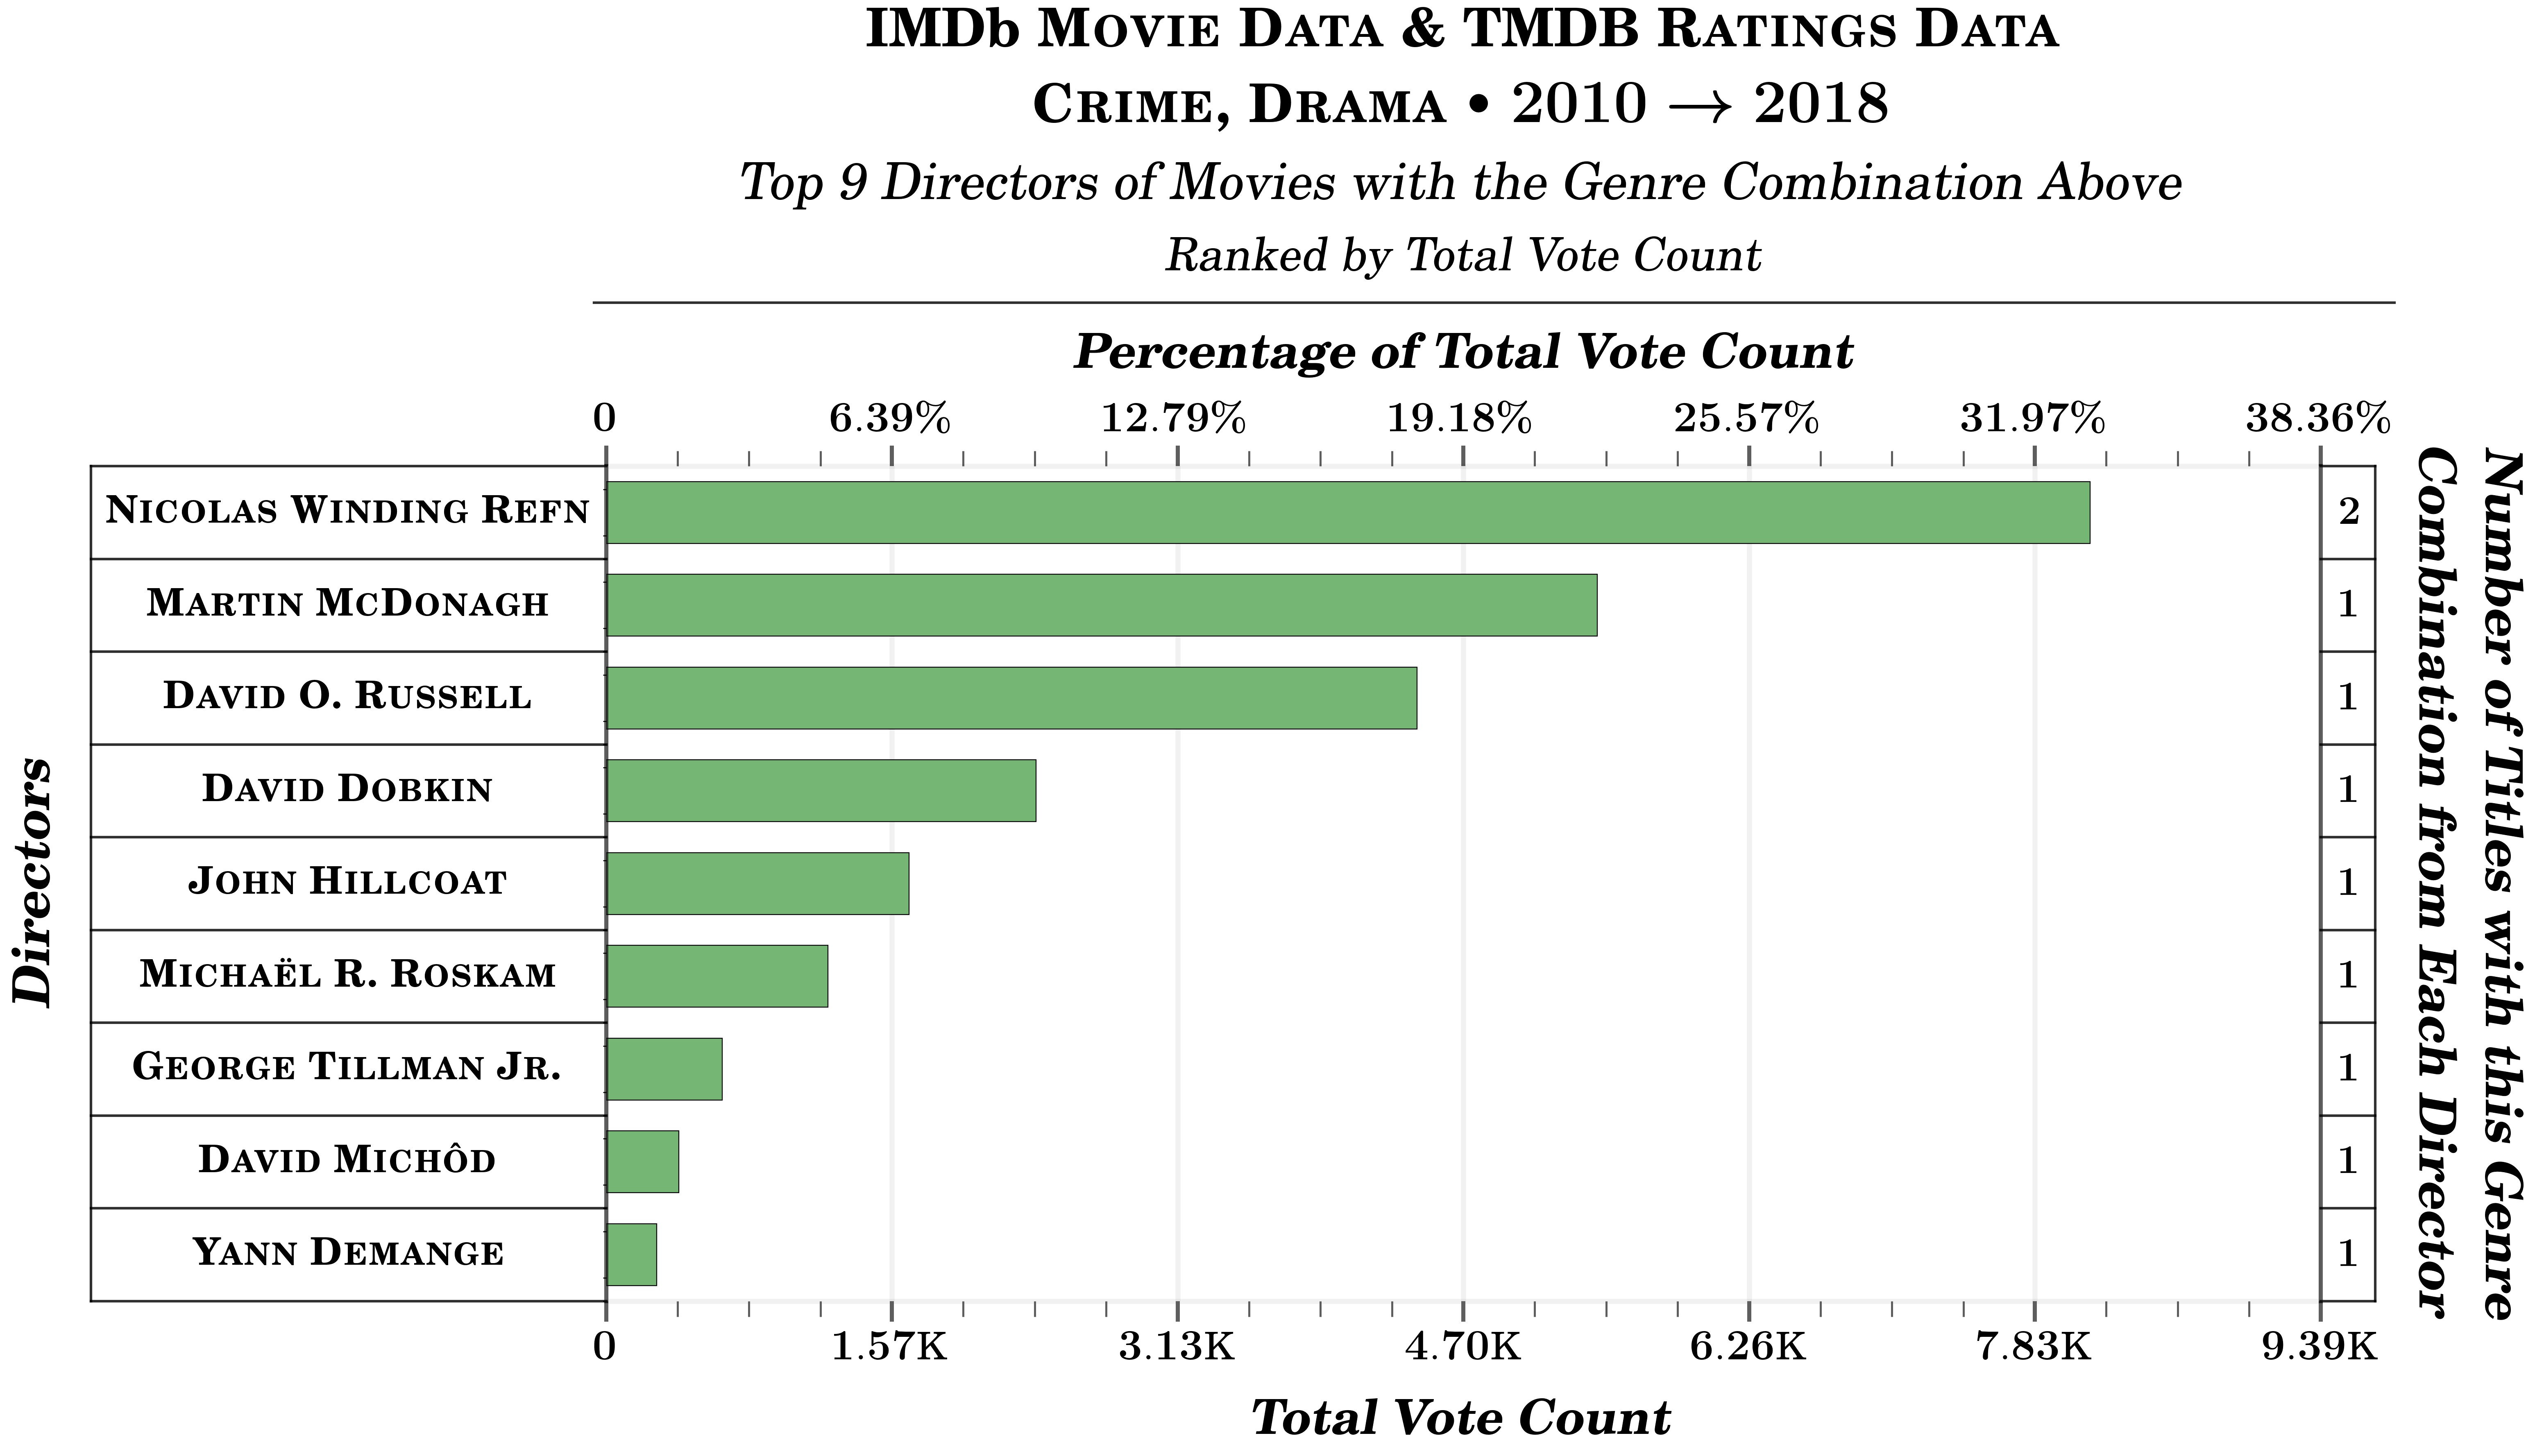 IMDb Movie Data & TMDB Ratings Data
Crime, Drama • 2010 → 2018
Top 9 Directors of Movies with the Genre Combination Above
Ranked by Total Vote Count
Percentage of Total Vote Count
0 6.39% 12.79% 19.18% 25.57% 31.97% 38.36%
Directors
Nicolas Winding Refn 2
Martin McDonagh 1
David O. Russell 1
David Dobkin 1
John Hillcoat 1
Michaël R. Roskam 1
George Tillman Jr. 1
David Michôd 1
Yann Demange 1
Number of Titles with this Genre
Combination from Each Director
0 1.57K 3.13K 4.70K 6.26K 7.83K 9.39K
Total Vote Count